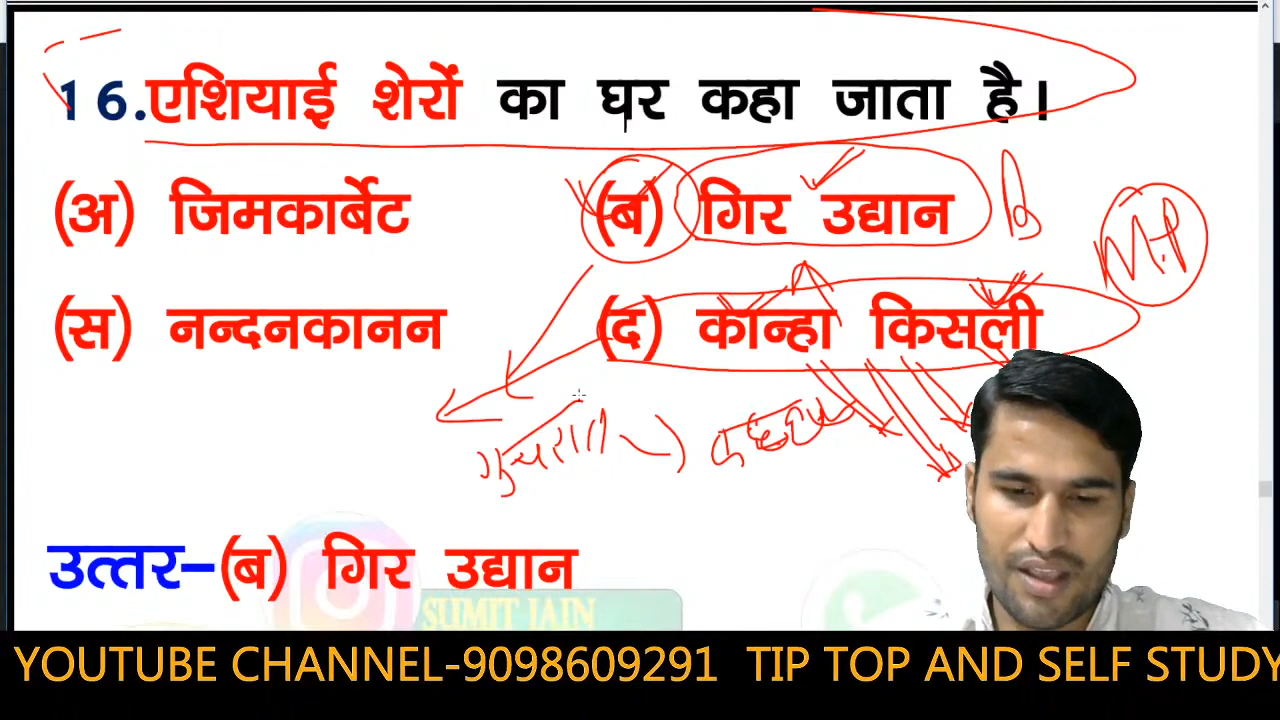 16.एशियाई शेरों का घर कहा जाता है।
(अ) जिमकार्बेट (ब) गिर उद्यान B
M.P
(स) नन्दनकानन (द) कान्हा किसली
गुजरात
उत्तर-(ब) गिर उद्यान
SUMIT JAIN
YOUTUBE CHANNEL-9098609291 TIP TOP AND SELF STUDY